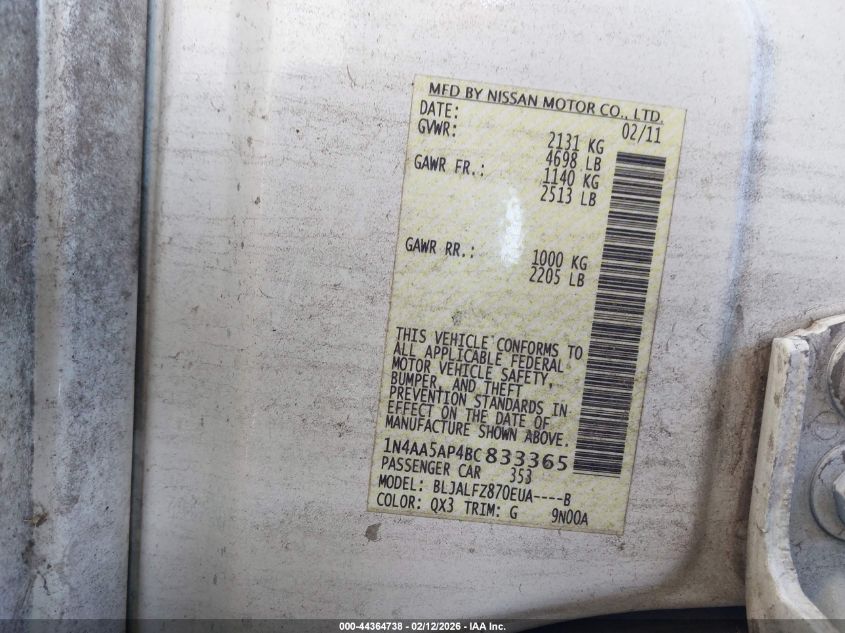 MFD BY NISSAN MOTOR CO., LTD.
DATE: 02/11
GVWR: 2131 KG
4698 LB
GAWR FR.: 1140 KG
2513 LB
GAWR RR.: 1000 KG
2205 LB
THIS VEHICLE CONFORMS TO
ALL APPLICABLE FEDERAL
MOTOR VEHICLE SAFETY,
BUMPER, AND THEFT
PREVENTION STANDARDS IN
EFFECT ON THE DATE OF
MANUFACTURE SHOWN ABOVE.
1N4AA5AP4BC833365
PASSENGER CAR 353
MODEL: BLJALFZ870EUA----B
COLOR: QX3 TRIM: G 9N00A
000-44364738 - 02/12/2026 - IAA Inc.